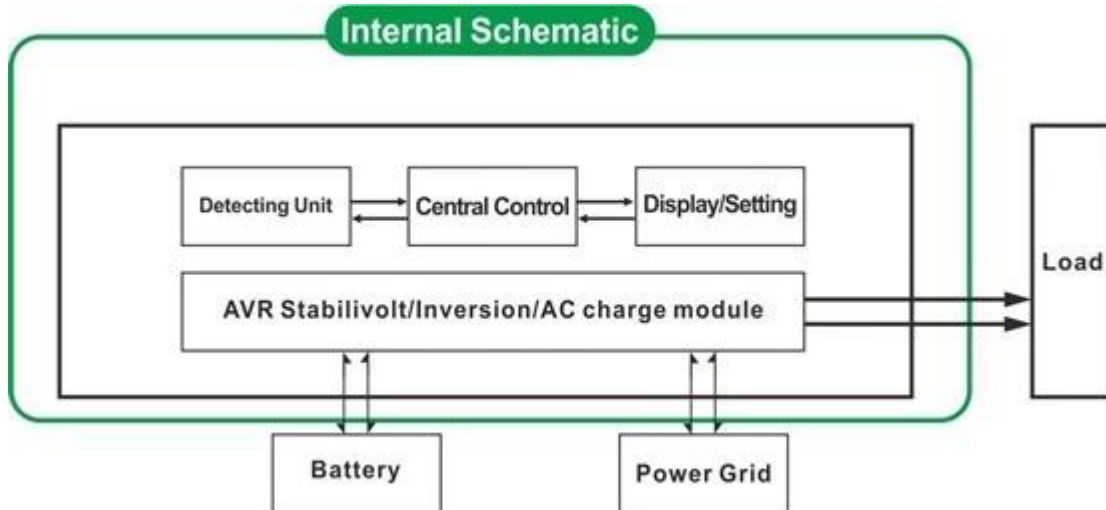 Internal Schematic
Detecting Unit
Central Control
Display/Setting
AVR Stabilivolt/Inversion/AC charge module
Load
Battery
Power Grid